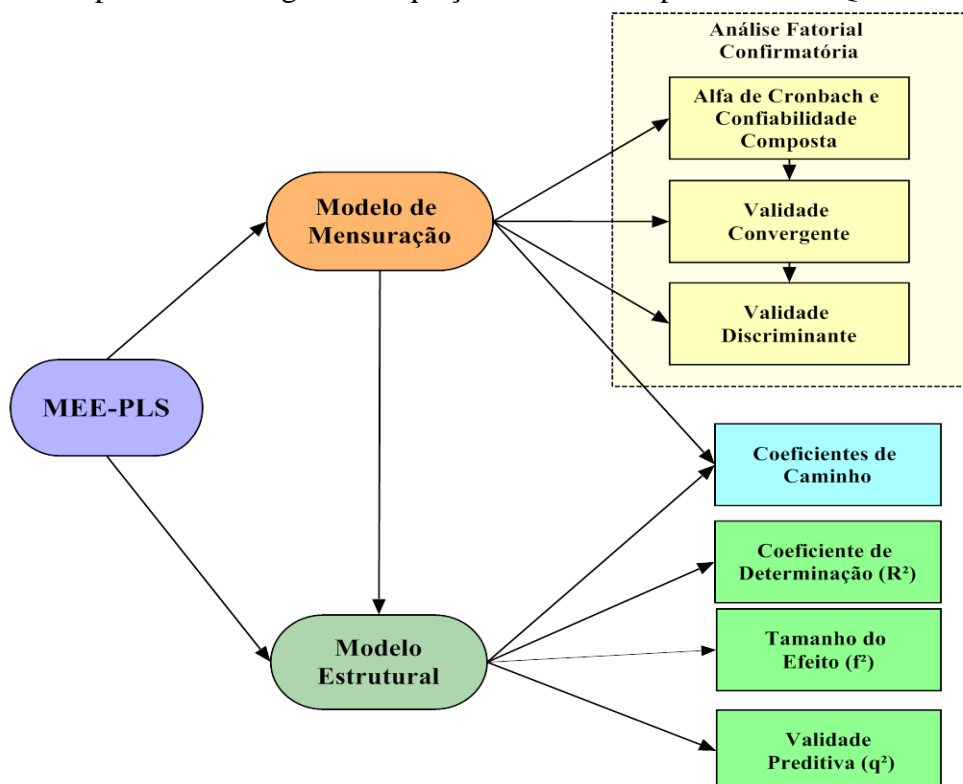 Análise Fatorial
Confirmatória
Alfa de Cronbach e
Confiabilidade
Composta
Modelo de
Mensuração
Validade
Convergente
Validade
Discriminante
MEE-PLS
Coeficientes de
Caminho
Coeficiente de
Determinação (R²)
Modelo
Estrutural
Tamanho do
Efeito (f²)
Validade
Preditiva (q²)